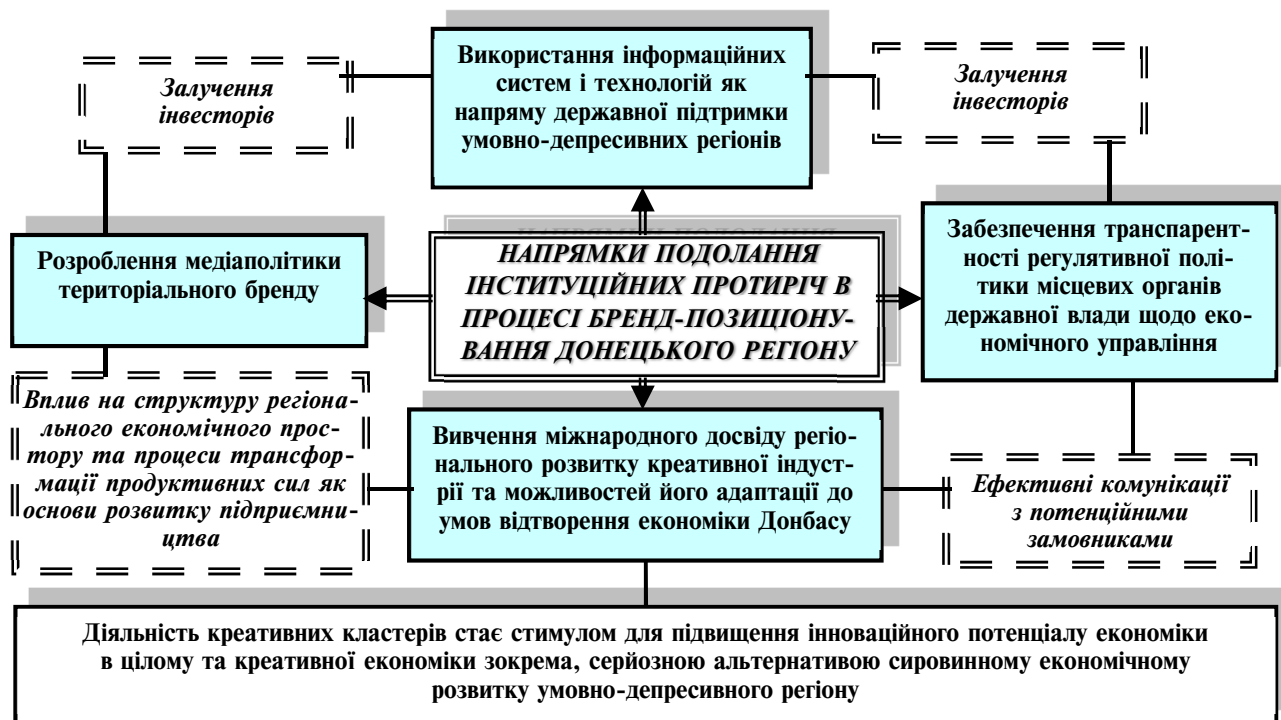 Залучення
інвесторів
Використання інформаційних
систем і технологій як
напряму державної підтримки
умовно-депресивних регіонів
Залучення
інвесторів
Розроблення медіаполітики
територіального бренду
НАПРЯМКИ ПОДОЛАННЯ
ІНСТИТУЦІЙНИХ ПРОТИРІЧ В
ПРОЦЕСІ БРЕНД-ПОЗИЦІОНУ-
ВАННЯ ДОНЕЦЬКОГО РЕГІОНУ
Забезпечення транспарент-
ності регулятивної полі-
тики місцевих органів
державної влади щодо еко-
номічного управління
Вплив на структуру регіона-
льного економічного прос-
тору та процеси трансфор-
мації продуктивних сил як
основи розвитку підприємни-
цтва
Вивчення міжнародного досвіду регіо-
нального розвитку креативної індуст-
рії та можливостей його адаптації до
умов відтворення економіки Донбасу
Ефективні комунікації
з потенційними
замовниками
Діяльність креативних кластерів стає стимулом для підвищення інноваційного потенціалу економіки
в цілому та креативної економіки зокрема, серйозною альтернативою сировинному економічному
розвитку умовно-депресивного регіону